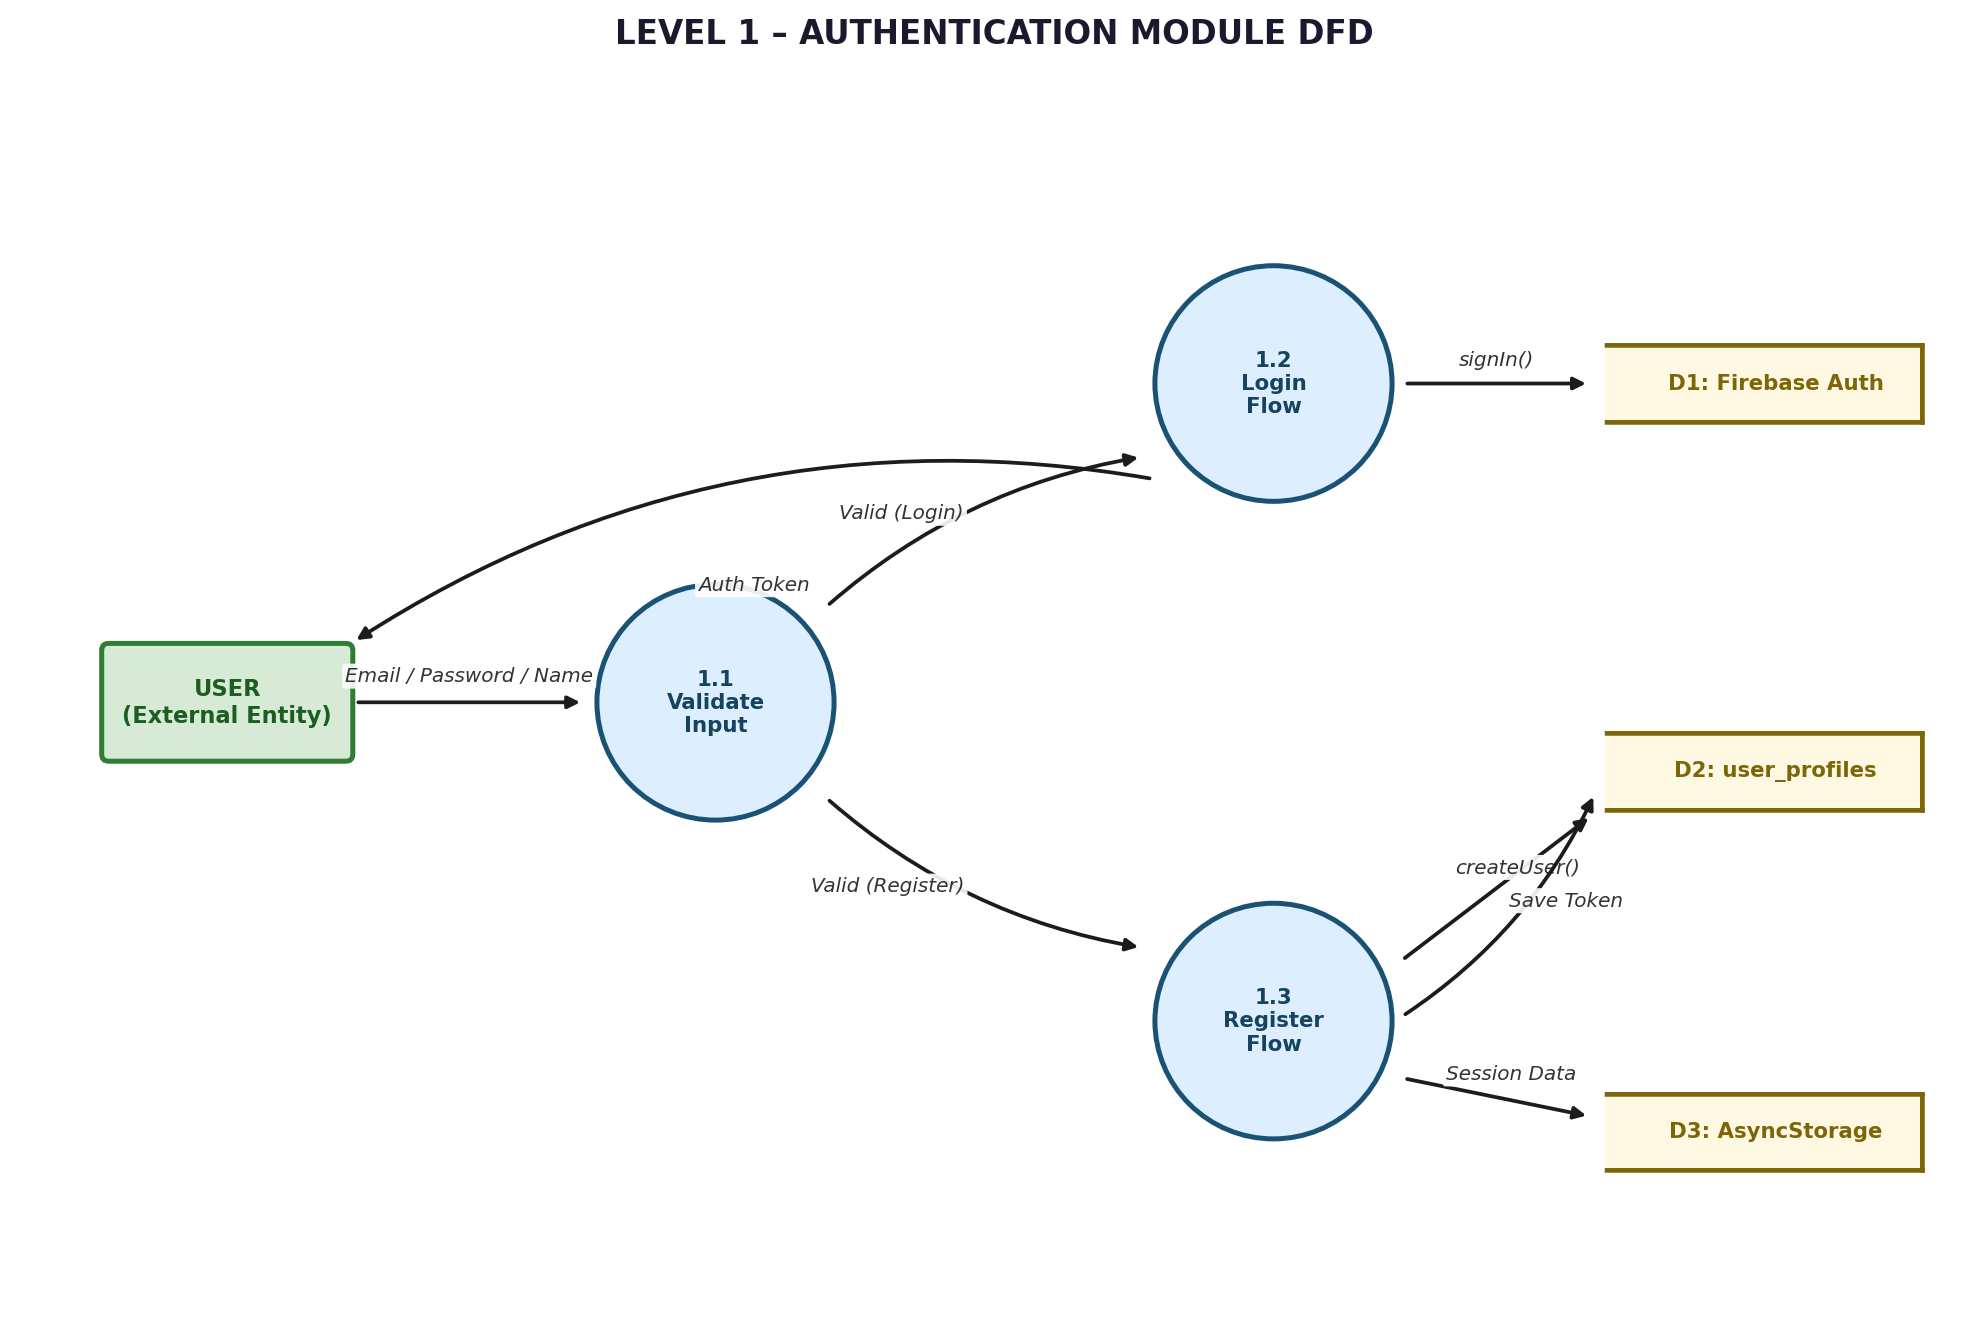 LEVEL 1 – AUTHENTICATION MODULE DFD
1.2
Login
Flow
signIn()
D1: Firebase Auth
Valid (Login)
Auth Token
USER
(External Entity)
Email / Password / Name
1.1
Validate
Input
D2: user_profiles
Valid (Register)
createUser()
Save Token
1.3
Register
Flow
Session Data
D3: AsyncStorage